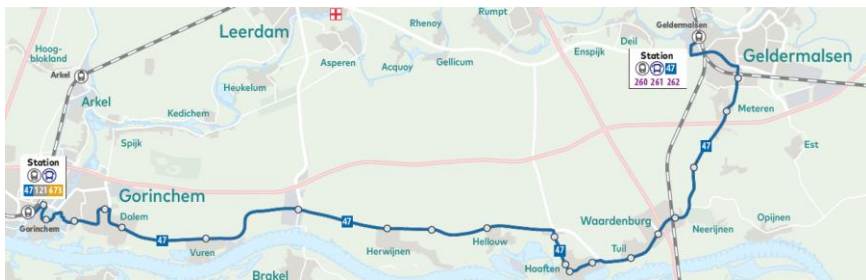 Leerdam
Rumpt
Rhenoy
Geldermalsen
Deil
Hoog-
blokland
Enspijk
Gellicum
Asperen
Acquoy
Station
47
260 261 262
Geldermalsen
Arkel
Heukelum
Arkel
Kedichem
Meteren
Spijk
47
Est
Station
47 121 673
Gorinchem
Gorinchem
Dalem
47
Vuren
47
Herwijnen
Hellouw
47
Haaften
Waardenburg
Tuil
Neerijnen
Opijnen
Brakel